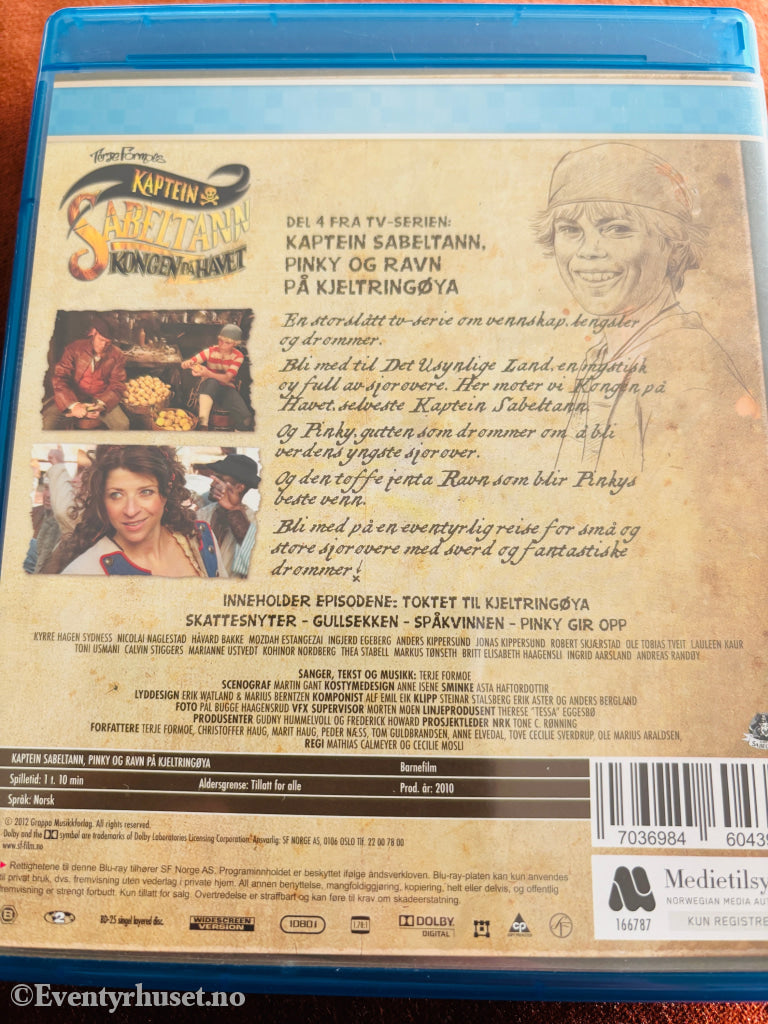 Terje Formoes
KAPTEIN
SABELTANN
KONGEN PÅ HAVET
DEL 4 FRA TV-SERIEN:
KAPTEIN SABELTANN,
PINKY OG RAVN
PÅ KJELTRINGØYA
En storslått tv-serie om vennskap, lengsler
og drømmer.
Bli med til Det Usynlige Land, en mystisk
øy full av sjørøvere. Her møter vi Kongen på
Havet, selveste Kaptein Sabeltann.
Og Pinky, gutten som drømmer om å bli
verdens yngste sjørøver.
Og den tøffe jenta Ravn som blir Pinkys
beste venn.
Bli med på en eventyrlig reise for små og
store sjørøvere med sverd og fantastiske
drømmer!
INNEHOLDER EPISODENE: TOKTET TIL KJELTRINGØYA
SKATTESNYTER - GULLSEKKEN - SPÅKVINNEN - PINKY GIR OPP
KYRRE HAGEN SYDNESS NICOLAI NAGLESTAD HÅVARD BAKKE MOZDAH ESTANGEZAI INGJERD EGEBERG ANDERS KIPPERSUND JONAS KIPPERSUND ROBERT SKJÆRSTAD OLE TOBIAS TVEIT LAULEEN KAUR
TONI USMANI CALVIN STIGGERS MARIANNE USTVEDT KOHINOR NORDBERG THEA STABELL MARKUS TØNSETH BRITT ELISABETH HAAGENSLI INGRID AARSLAND ANDREAS RANDØY
SANGER, TEKST OG MUSIKK: TERJE FORMOE
SCENOGRAF MARTIN GANT KOSTYMEDESIGN ANNE ISENE SMINKE ASTA HAFTORDOTTIR
LYDDESIGN ERIK WATLAND & MARIUS BERNTZEN KOMPONIST ALF EMIL EIK KLIPP STEINAR STALSBERG ERIK ASTER OG ANDERS BERGLAND
FOTO PAL BUGGE HAAGENSRUD VFX SUPERVISOR MORTEN MOEN LINJEPRODUSENT THERESE "TESSA" EGGESBØ
PRODUSENTER GUDNY HUMMELVOLL OG FREDERICK HOWARD PROSJEKTLEDER NRK TONE C. RØNNING
FORFATTERE TERJE FORMOE, CHRISTOFFER HAUG, MARIT HAUG, PEDER NÆSS, TOM GULDBRANDSEN, ANNE ELVEDAL, TOVE CECILIE SVERDRUP, OLE MARIUS ARALDSEN,
REGI MATHIAS CALMEYER OG CECILIE MOSLI
KAPTEIN SABELTANN, PINKY OG RAVN PÅ KJELTRINGØYA Barnefilm
Spilletid: 1 t. 10 min Aldersgrense: Tillatt for alle Prod. år: 2010
Språk: Norsk
© 2012 Grappa Musikkforlag. All rights reserved.
Dolby and the DD symbol are trademarks of Dolby Laboratories Licensing Corporation. Ansvarlig: SF NORGE AS, 0106 OSLO Tlf. 22 00 78 00
www.sf-film.no
Rettighetene til denne Blu-ray tilhører SF Norge AS. Programinnholdet er beskyttet ifølge åndsverkloven. Blu-ray-platen kan kun anvendes
til privat bruk, dvs. fremvisning uten vederlag i private hjem. All annen benyttelse, mangfoldiggjøring, kopiering, helt eller delvis, og offentlig
fremvisning er strengt forbudt. Kun tillatt for salg. Overtredelse er straffbart og kan føre til krav om skadeerstatning.
7036984 60439
Medietilsy
NORWEGIAN MEDIA AUT
166787 KUN REGISTRE
B 2 BD-25 singel layered disc. WIDESCREEN VERSION 1080i 1.78:1 DOLBY DIGITAL CP
©Eventyrhuset.no